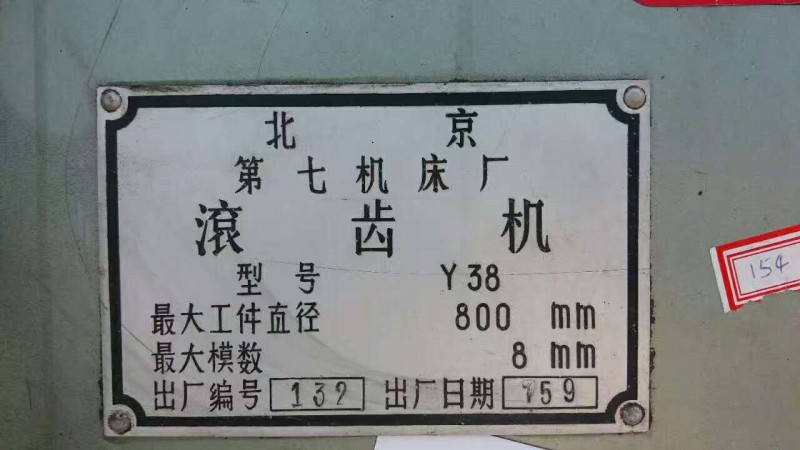 北京
第七机床厂
滚齿机
型号 Y38
最大工件直径 800 mm
最大模数 8 mm
出厂编号 132 出厂日期 759
154